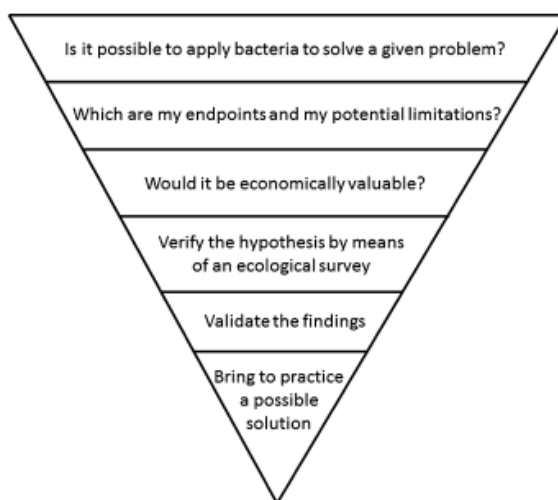 Is it possible to apply bacteria to solve a given problem?
Which are my endpoints and my potential limitations?
Would it be economically valuable?
Verify the hypothesis by means
of an ecological survey
Validate the findings
Bring to practice
a possible
solution